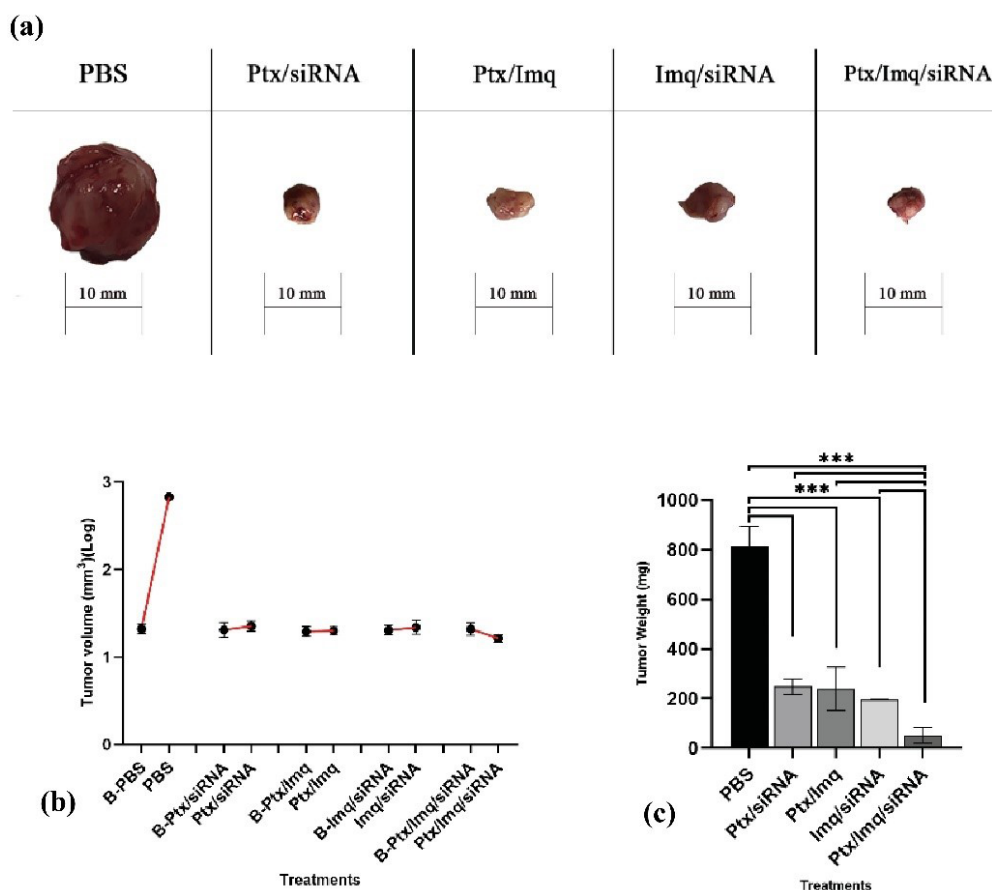 (a)
PBS
Ptx/siRNA
Ptx/Imq
Imq/siRNA
Ptx/Imq/siRNA
10 mm
10 mm
10 mm
10 mm
10 mm
Tumor volume (mm³)(Log)
3
2
1
0
B-PBS
PBS
B-Ptx/siRNA
Ptx/siRNA
B-Ptx/Imq
Ptx/Imq
B-Imq/siRNA
Imq/siRNA
B-Ptx/Imq/siRNA
Ptx/Imq/siRNA
Treatments
(b)
***
***
Tumor Weight (mg)
1000
800
600
400
200
0
PBS
Ptx/siRNA
Ptx/Imq
Imq/siRNA
Ptx/Imq/siRNA
Treatments
(c)